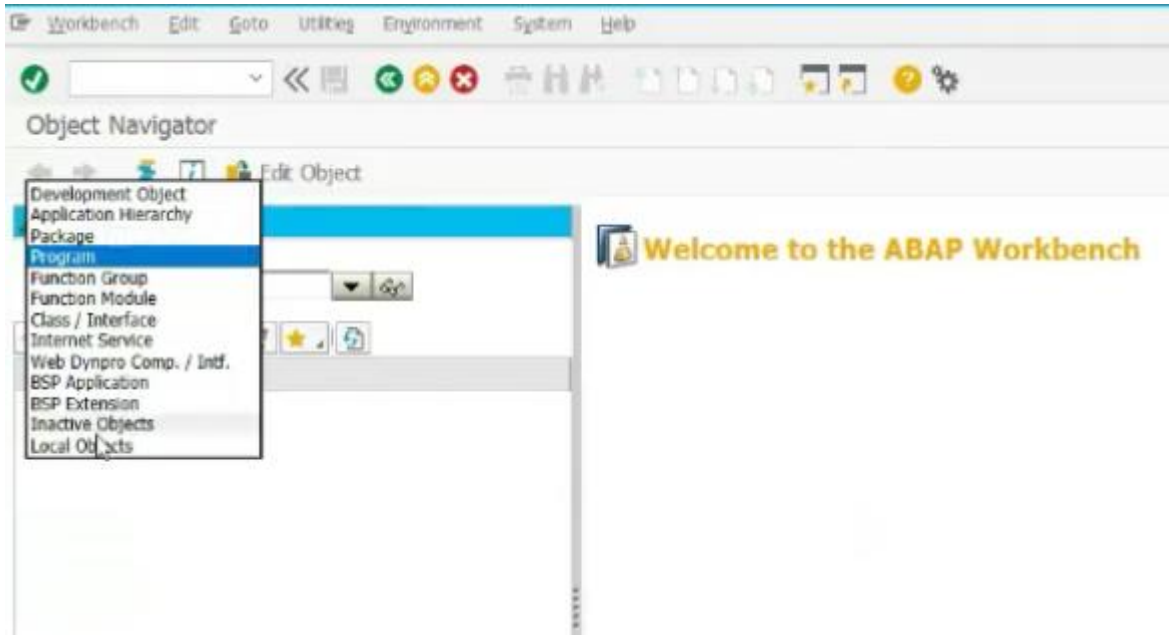 Workbench Edit Goto Utilities Environment System Help
Object Navigator
Edit Object
Development Object
Application Hierarchy
Package
Program
Function Group
Function Module
Class / Interface
Internet Service
Web Dynpro Comp. / Intf.
BSP Application
BSP Extension
Inactive Objects
Local Objects
Welcome to the ABAP Workbench